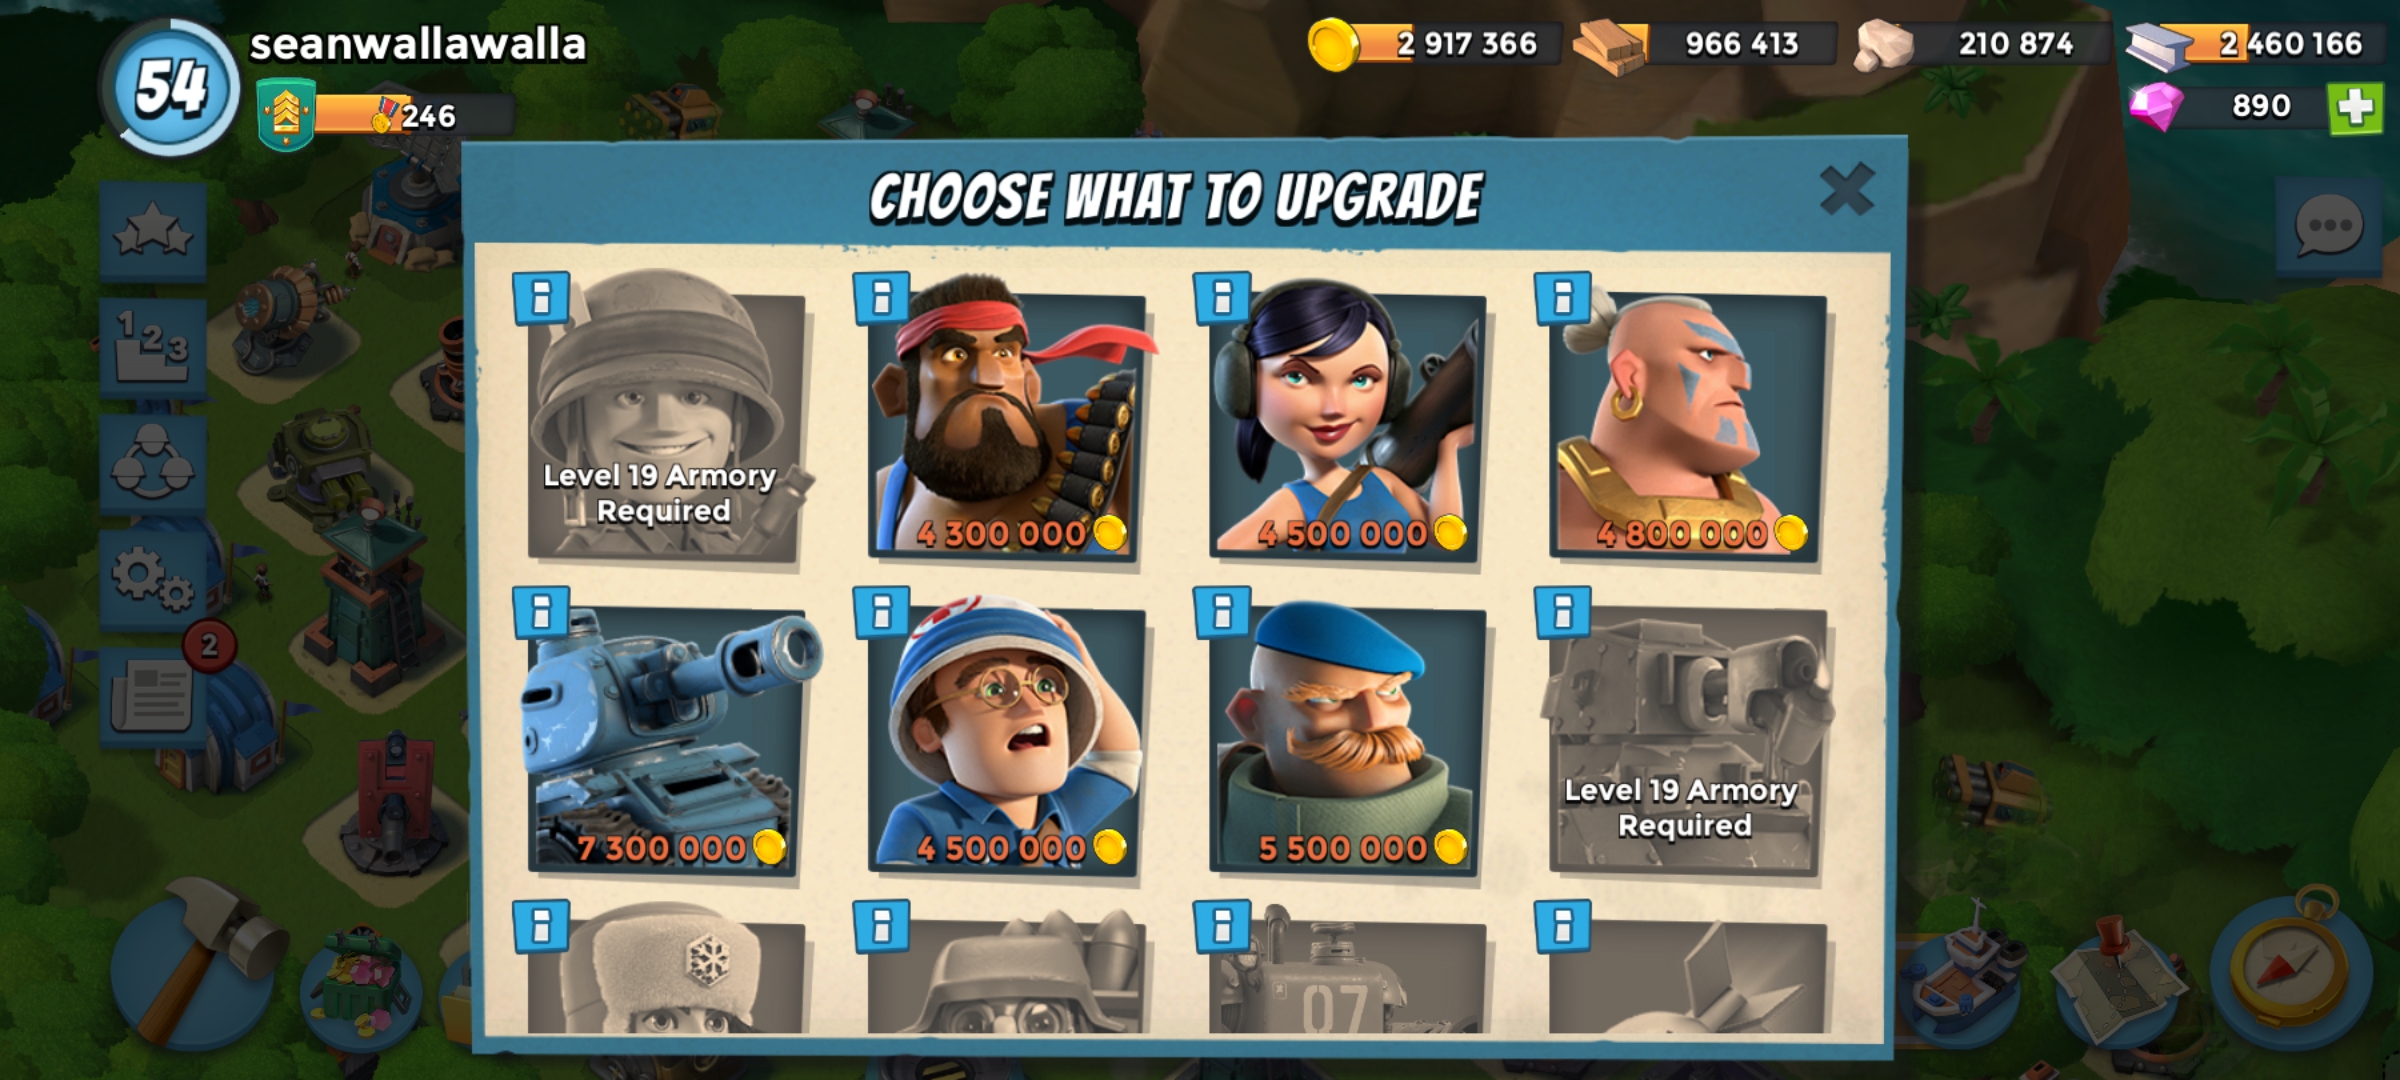 54
seanwallawalla
246
2 917 366
966 413
210 874
2 460 166
890
CHOOSE WHAT TO UPGRADE
123
2
Level 19 Armory
Required
4 300 000
4 500 000
4 800 000
7 300 000
4 500 000
5 500 000
Level 19 Armory
Required
07